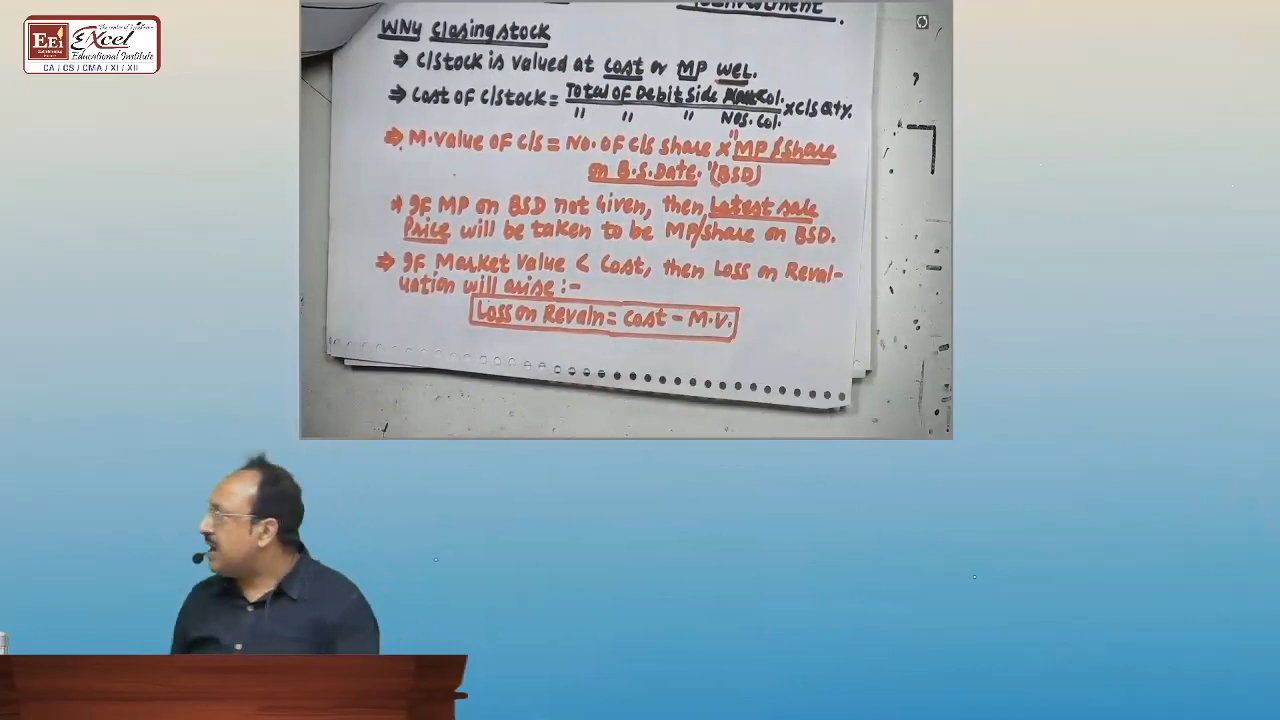 EEi
Excel
Educational Institute
CA / CS / CMA / XI / XII
WN4 Closing stock
⇒ C/Stock is valued at cost or MP WEL.
⇒ Cost of C/stock = Total of Debit Side Col. × C/S Qty.
" " " Nos. Col.
⇒ M. Value of C/S = No. of C/S share × "MP/Share
on B.S. Date." (BSD)
* If MP on BSD not Given, then Latest sale
Price will be taken to be MP/share on BSD.
⇒ If Market Value < Cost, then Loss on Reval-
uation will arise :-
Loss on Revaln = Cost - M.V.